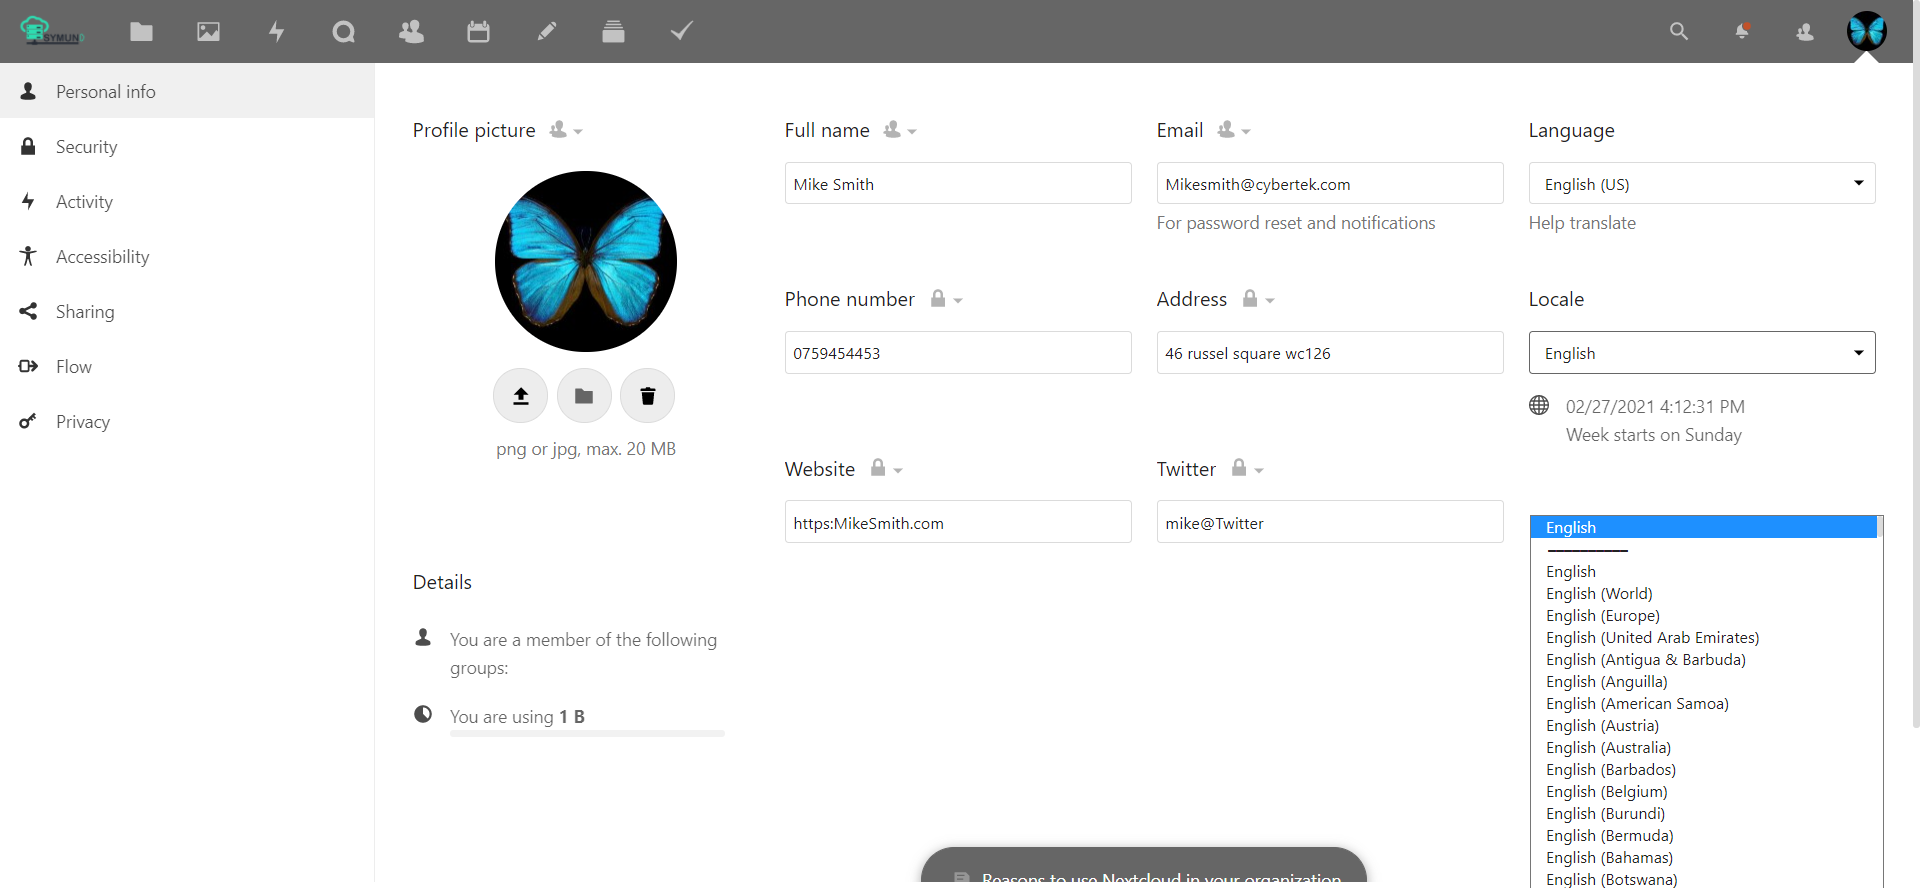 SYMUN
Personal info
Security
Activity
Accessibility
Sharing
Flow
Privacy
Profile picture
png or jpg, max. 20 MB
Details
You are a member of the following
groups:
You are using 1 B
Full name
Mike Smith
Email
Mikesmith@cybertek.com
For password reset and notifications
Language
English (US)
Help translate
Phone number
0759454453
Address
46 russel square wc126
Locale
English
02/27/2021 4:12:31 PM
Week starts on Sunday
Website
https:MikeSmith.com
Twitter
mike@Twitter
English
––––––––––
English
English (World)
English (Europe)
English (United Arab Emirates)
English (Antigua & Barbuda)
English (Anguilla)
English (American Samoa)
English (Austria)
English (Australia)
English (Barbados)
English (Belgium)
English (Burundi)
English (Bermuda)
English (Bahamas)
English (Botswana)
Reasons to use Nextcloud in your organization